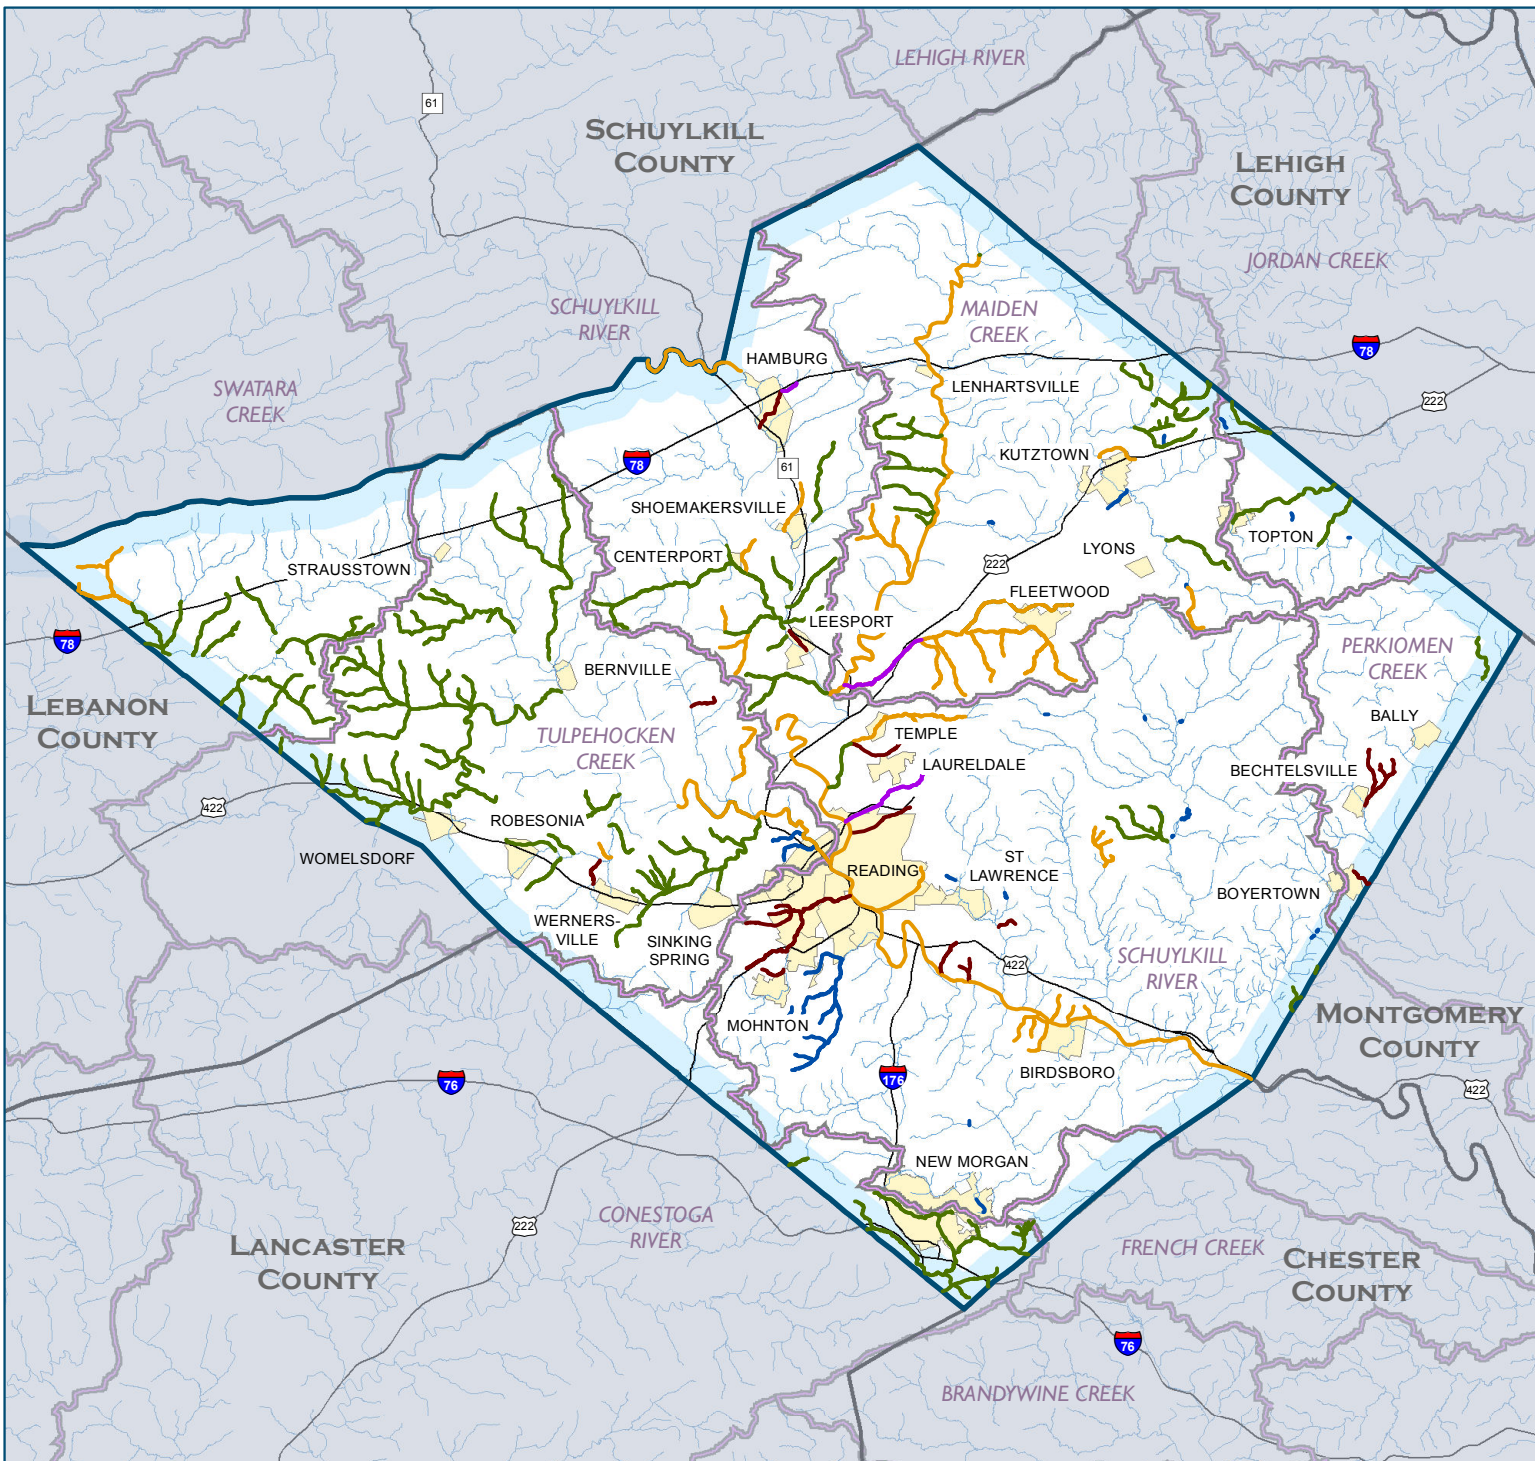 LEHIGH RIVER
61
SCHUYLKILL
COUNTY
LEHIGH
COUNTY
JORDAN CREEK
SCHUYLKILL
RIVER
MAIDEN
CREEK
78
HAMBURG
SWATARA
CREEK
LENHARTSVILLE
222
KUTZTOWN
78
61
SHOEMAKERSVILLE
TOPTON
LYONS
CENTERPORT
222
STRAUSSTOWN
FLEETWOOD
LEESPORT
78
PERKIOMEN
CREEK
BERNVILLE
LEBANON
COUNTY
BALLY
TULPEHOCKEN
CREEK
TEMPLE
LAURELDALE
BECHTELSVILLE
422
ROBESONIA
WOMELSDORF
READING
ST
LAWRENCE
BOYERTOWN
WERNERS-
VILLE
SINKING
SPRING
422
SCHUYLKILL
RIVER
MOHNTON
MONTGOMERY
COUNTY
BIRDSBORO
176
76
422
NEW MORGAN
CONESTOGA
RIVER
222
LANCASTER
COUNTY
FRENCH CREEK
CHESTER
COUNTY
76
BRANDYWINE CREEK